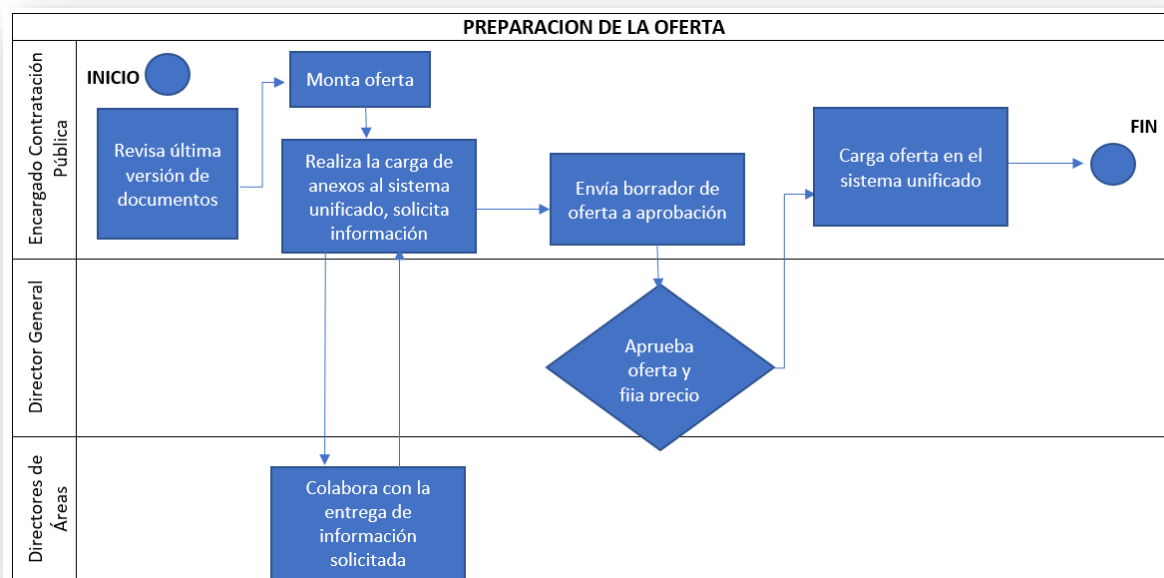 PREPARACION DE LA OFERTA
Encargado Contratación
Pública
INICIO
Revisa última
versión de
documentos
Monta oferta
Realiza la carga de
anexos al sistema
unificado, solicita
información
Envía borrador de
oferta a aprobación
Carga oferta en el
sistema unificado
FIN
Director General
Aprueba
oferta y
fija precio
Directores de
Áreas
Colabora con la
entrega de
información
solicitada